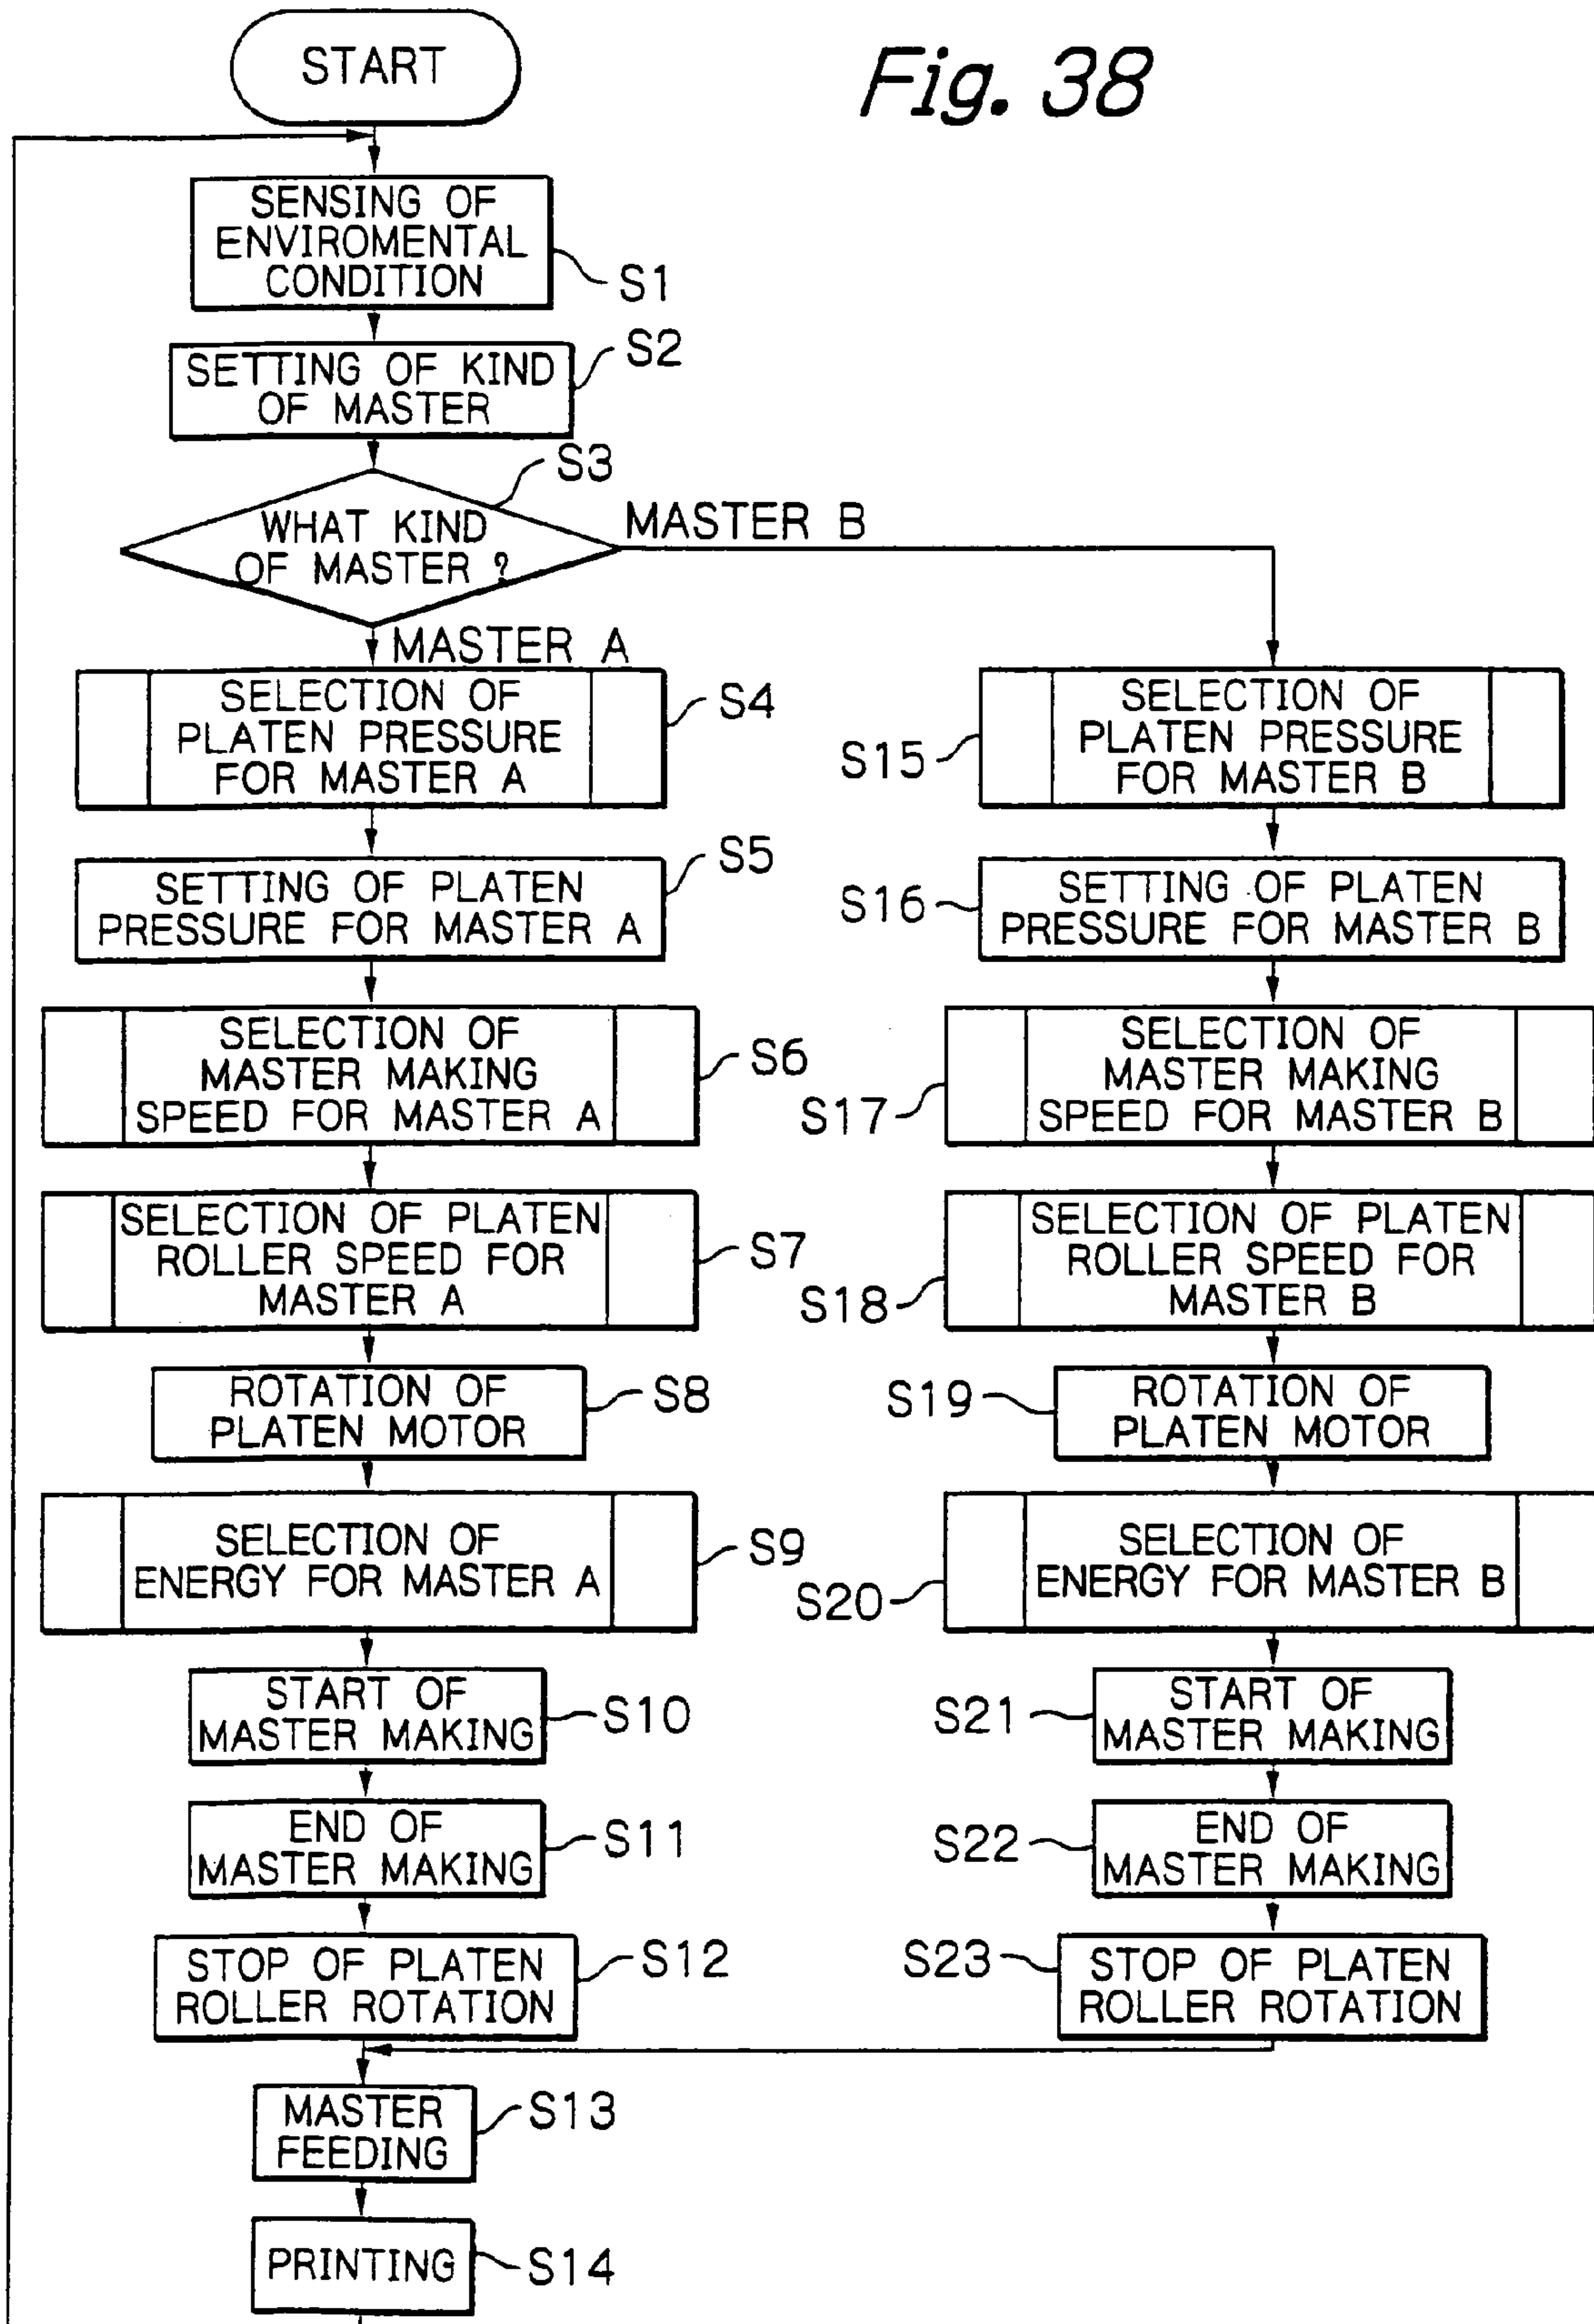 Fig. 38
START
SENSING OF
ENVIROMENTAL
CONDITION
S1
SETTING OF KIND
OF MASTER
S2
WHAT KIND
OF MASTER ?
S3
MASTER B
MASTER A
SELECTION OF
PLATEN PRESSURE
FOR MASTER A
S4
SETTING OF PLATEN
PRESSURE FOR MASTER A
S5
SELECTION OF
MASTER MAKING
SPEED FOR MASTER A
S6
SELECTION OF PLATEN
ROLLER SPEED FOR
MASTER A
S7
ROTATION OF
PLATEN MOTOR
S8
SELECTION OF
ENERGY FOR MASTER A
S9
START OF
MASTER MAKING
S10
END OF
MASTER MAKING
S11
STOP OF PLATEN
ROLLER ROTATION
S12
MASTER
FEEDING
S13
PRINTING
S14
SELECTION OF
PLATEN PRESSURE
FOR MASTER B
S15
SETTING OF PLATEN
PRESSURE FOR MASTER B
S16
SELECTION OF
MASTER MAKING
SPEED FOR MASTER B
S17
SELECTION OF PLATEN
ROLLER SPEED FOR
MASTER B
S18
ROTATION OF
PLATEN MOTOR
S19
SELECTION OF
ENERGY FOR MASTER B
S20
START OF
MASTER MAKING
S21
END OF
MASTER MAKING
S22
STOP OF PLATEN
ROLLER ROTATION
S23